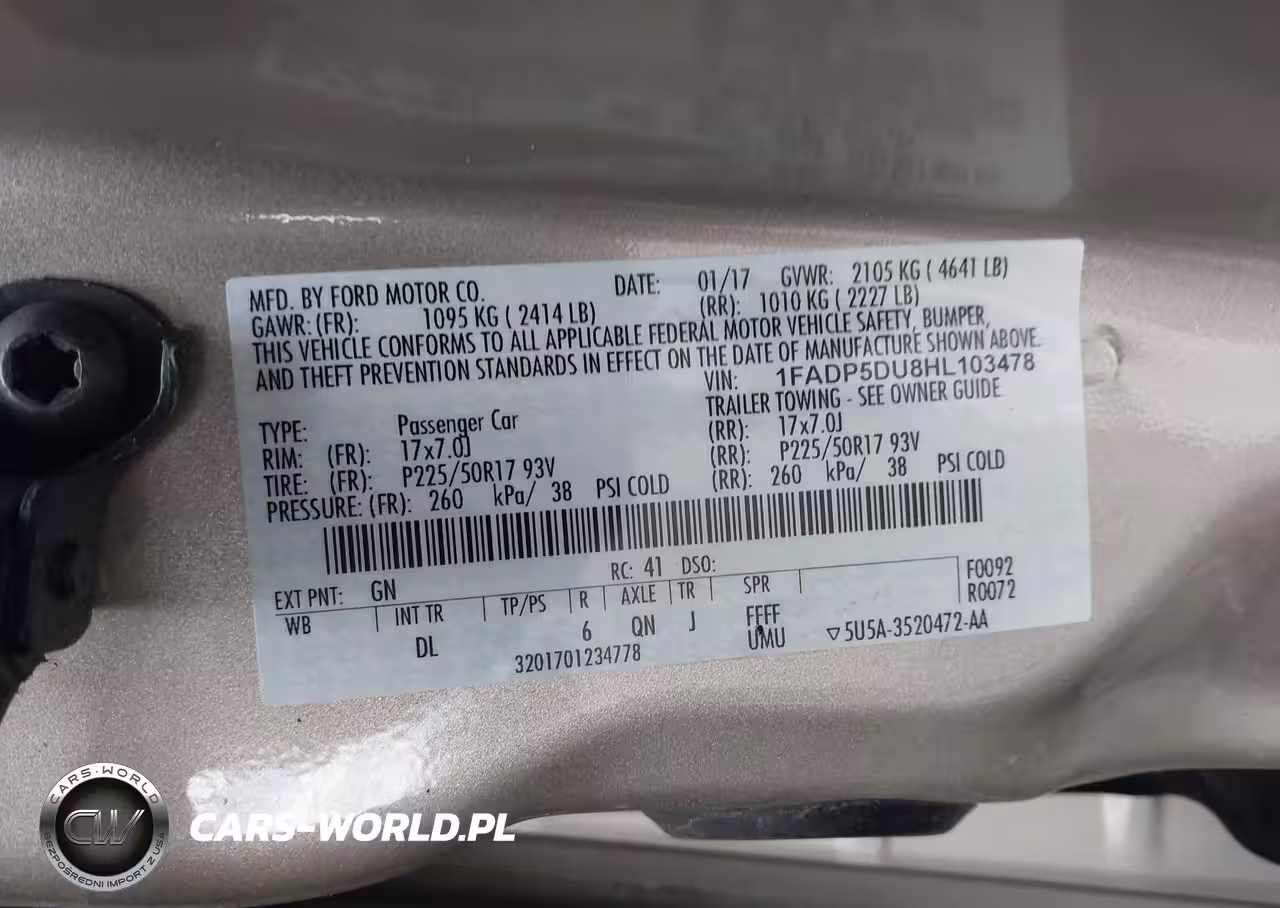 MFD. BY FORD MOTOR CO. DATE: 01/17 GVWR: 2105 KG ( 4641 LB)
GAWR: (FR): 1095 KG ( 2414 LB) (RR): 1010 KG ( 2227 LB)
THIS VEHICLE CONFORMS TO ALL APPLICABLE FEDERAL MOTOR VEHICLE SAFETY, BUMPER,
AND THEFT PREVENTION STANDARDS IN EFFECT ON THE DATE OF MANUFACTURE SHOWN ABOVE.
VIN: 1FADP5DU8HL103478
TYPE: Passenger Car TRAILER TOWING - SEE OWNER GUIDE
RIM: (FR): 17x7.0J (RR): 17x7.0J
TIRE: (FR): P225/50R17 93V (RR): P225/50R17 93V
PRESSURE: (FR): 260 kPa/ 38 PSI COLD (RR): 260 kPa/ 38 PSI COLD
EXT PNT: GN RC: 41 DSO: F0092
WB INT TR TP/PS R AXLE TR SPR R0072
DL 6 QN J FFFF
3201701234778 UMU ▽5U5A-3520472-AA
CARS-WORLD
CW
BEZPOŚREDNI IMPORT Z USA
CARS-WORLD.PL